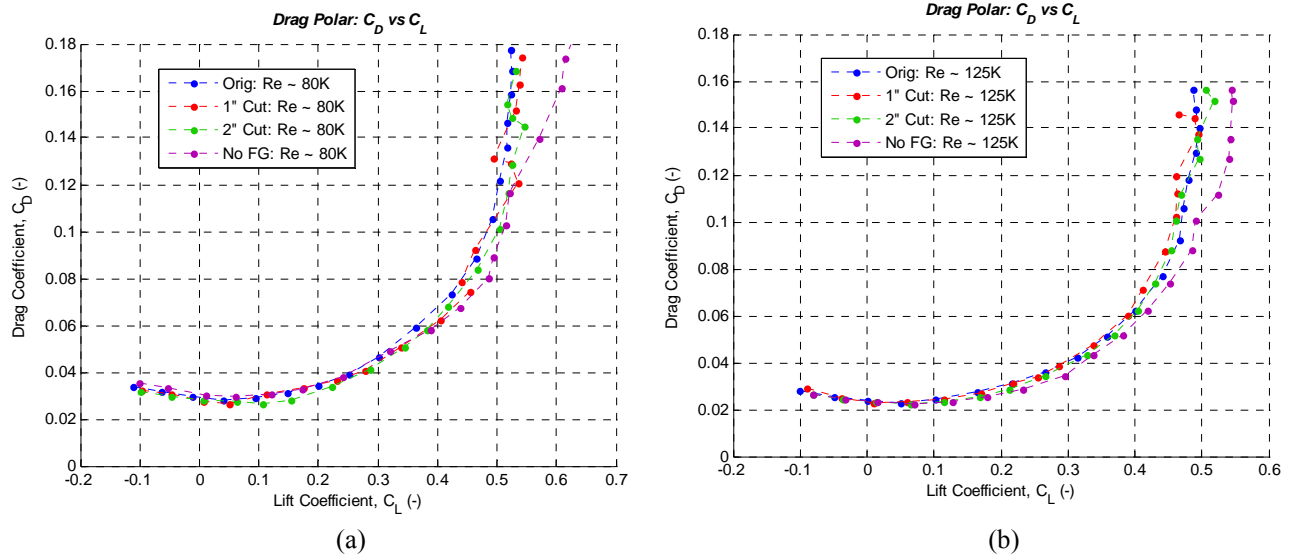 Drag Polar: C_D vs C_L
0.18
0.16
0.14
0.12
0.1
0.08
0.06
0.04
0.02
0
Drag Coefficient, C_D (-)
Orig: Re ~ 80K
1" Cut: Re ~ 80K
2" Cut: Re ~ 80K
No FG: Re ~ 80K
-0.2 -0.1 0 0.1 0.2 0.3 0.4 0.5 0.6 0.7
Lift Coefficient, C_L (-)
(a)
Drag Polar: C_D vs C_L
0.18
0.16
0.14
0.12
0.1
0.08
0.06
0.04
0.02
0
Drag Coefficient, C_D (-)
Orig: Re ~ 125K
1" Cut: Re ~ 125K
2" Cut: Re ~ 125K
No FG: Re ~ 125K
-0.2 -0.1 0 0.1 0.2 0.3 0.4 0.5 0.6
Lift Coefficient, C_L (-)
(b)